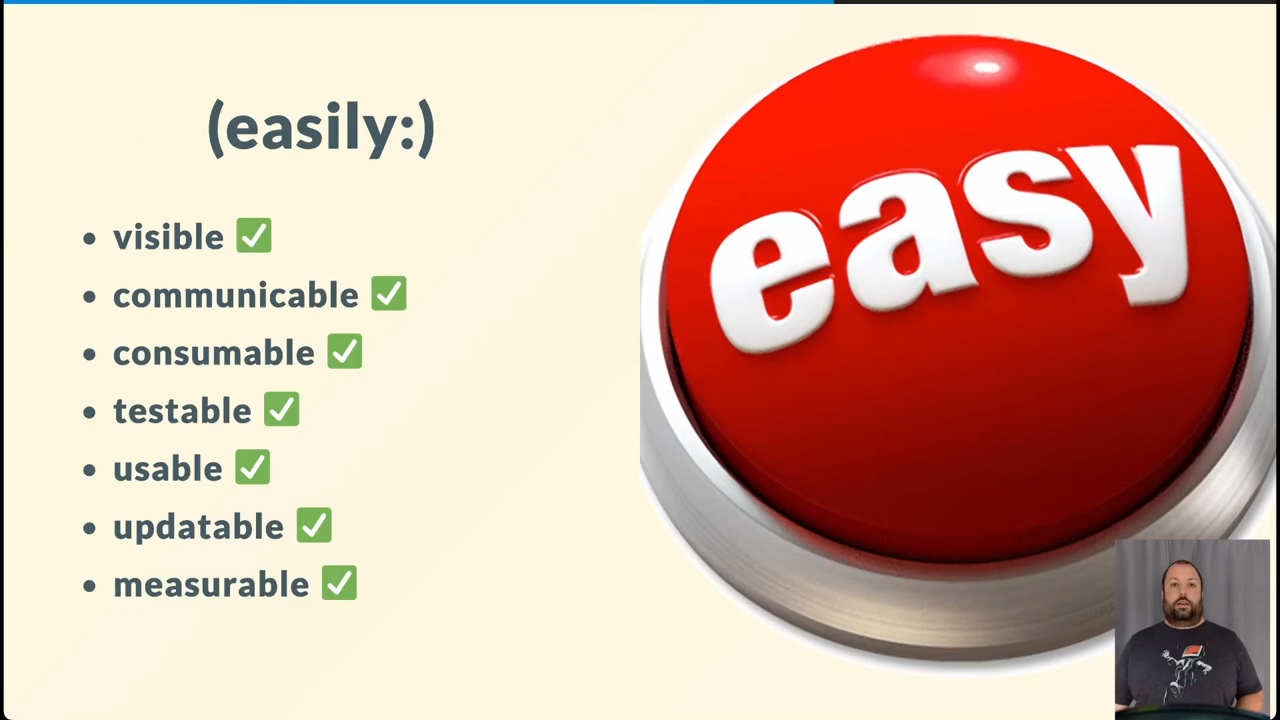 (easily:)
• visible ✅
• communicable ✅
• consumable ✅
• testable ✅
• usable ✅
• updatable ✅
• measurable ✅
easy